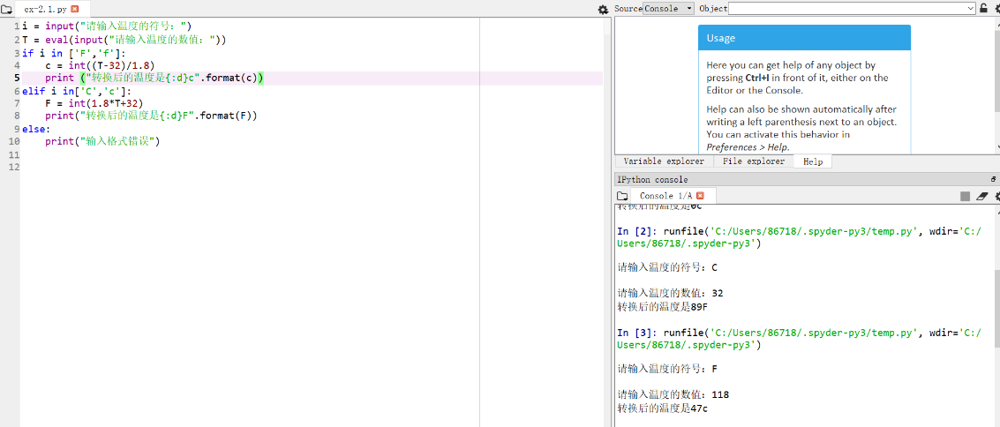 ex-2.1.py
1 i = input("请输入温度的符号: ")
2 T = eval(input("请输入温度的数值: "))
3 if i in ['F','f']:
4     c = int((T-32)/1.8)
5     print ("转换后的温度是{:d}c".format(c))
6 elif i in['C','c']:
7     F = int(1.8*T+32)
8     print("转换后的温度是{:d}F".format(F))
9 else:
10     print("输入格式错误")
11
12
Source Console Object
Usage
Here you can get help of any object by
pressing Ctrl+I in front of it, either on the
Editor or the Console.
Help can also be shown automatically after
writing a left parenthesis next to an object.
You can activate this behavior in
Preferences > Help.
Variable explorer File explorer Help
IPython console
Console 1/A
转换后的温度是0c
In [2]: runfile('C:/Users/86718/.spyder-py3/temp.py', wdir='C:/
Users/86718/.spyder-py3')
请输入温度的符号: C
请输入温度的数值: 32
转换后的温度是89F
In [3]: runfile('C:/Users/86718/.spyder-py3/temp.py', wdir='C:/
Users/86718/.spyder-py3')
请输入温度的符号: F
请输入温度的数值: 118
转换后的温度是47c